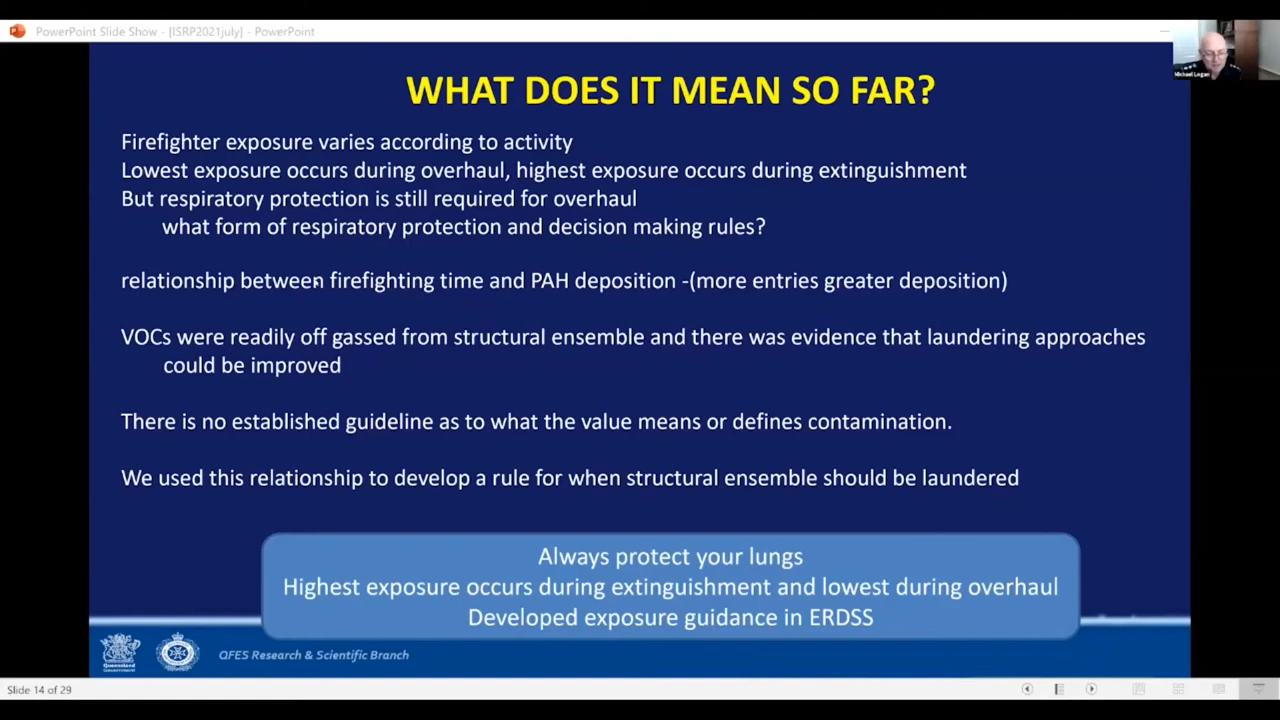 PowerPoint Slide Show - [ISRP2021july] - PowerPoint
Michael Logan
WHAT DOES IT MEAN SO FAR?
Firefighter exposure varies according to activity
Lowest exposure occurs during overhaul, highest exposure occurs during extinguishment
But respiratory protection is still required for overhaul
what form of respiratory protection and decision making rules?
relationship between firefighting time and PAH deposition -(more entries greater deposition)
VOCs were readily off gassed from structural ensemble and there was evidence that laundering approaches
could be improved
There is no established guideline as to what the value means or defines contamination.
We used this relationship to develop a rule for when structural ensemble should be laundered
Always protect your lungs
Highest exposure occurs during extinguishment and lowest during overhaul
Developed exposure guidance in ERDSS
Queensland
Government
QFES Research & Scientific Branch
Slide 14 of 29